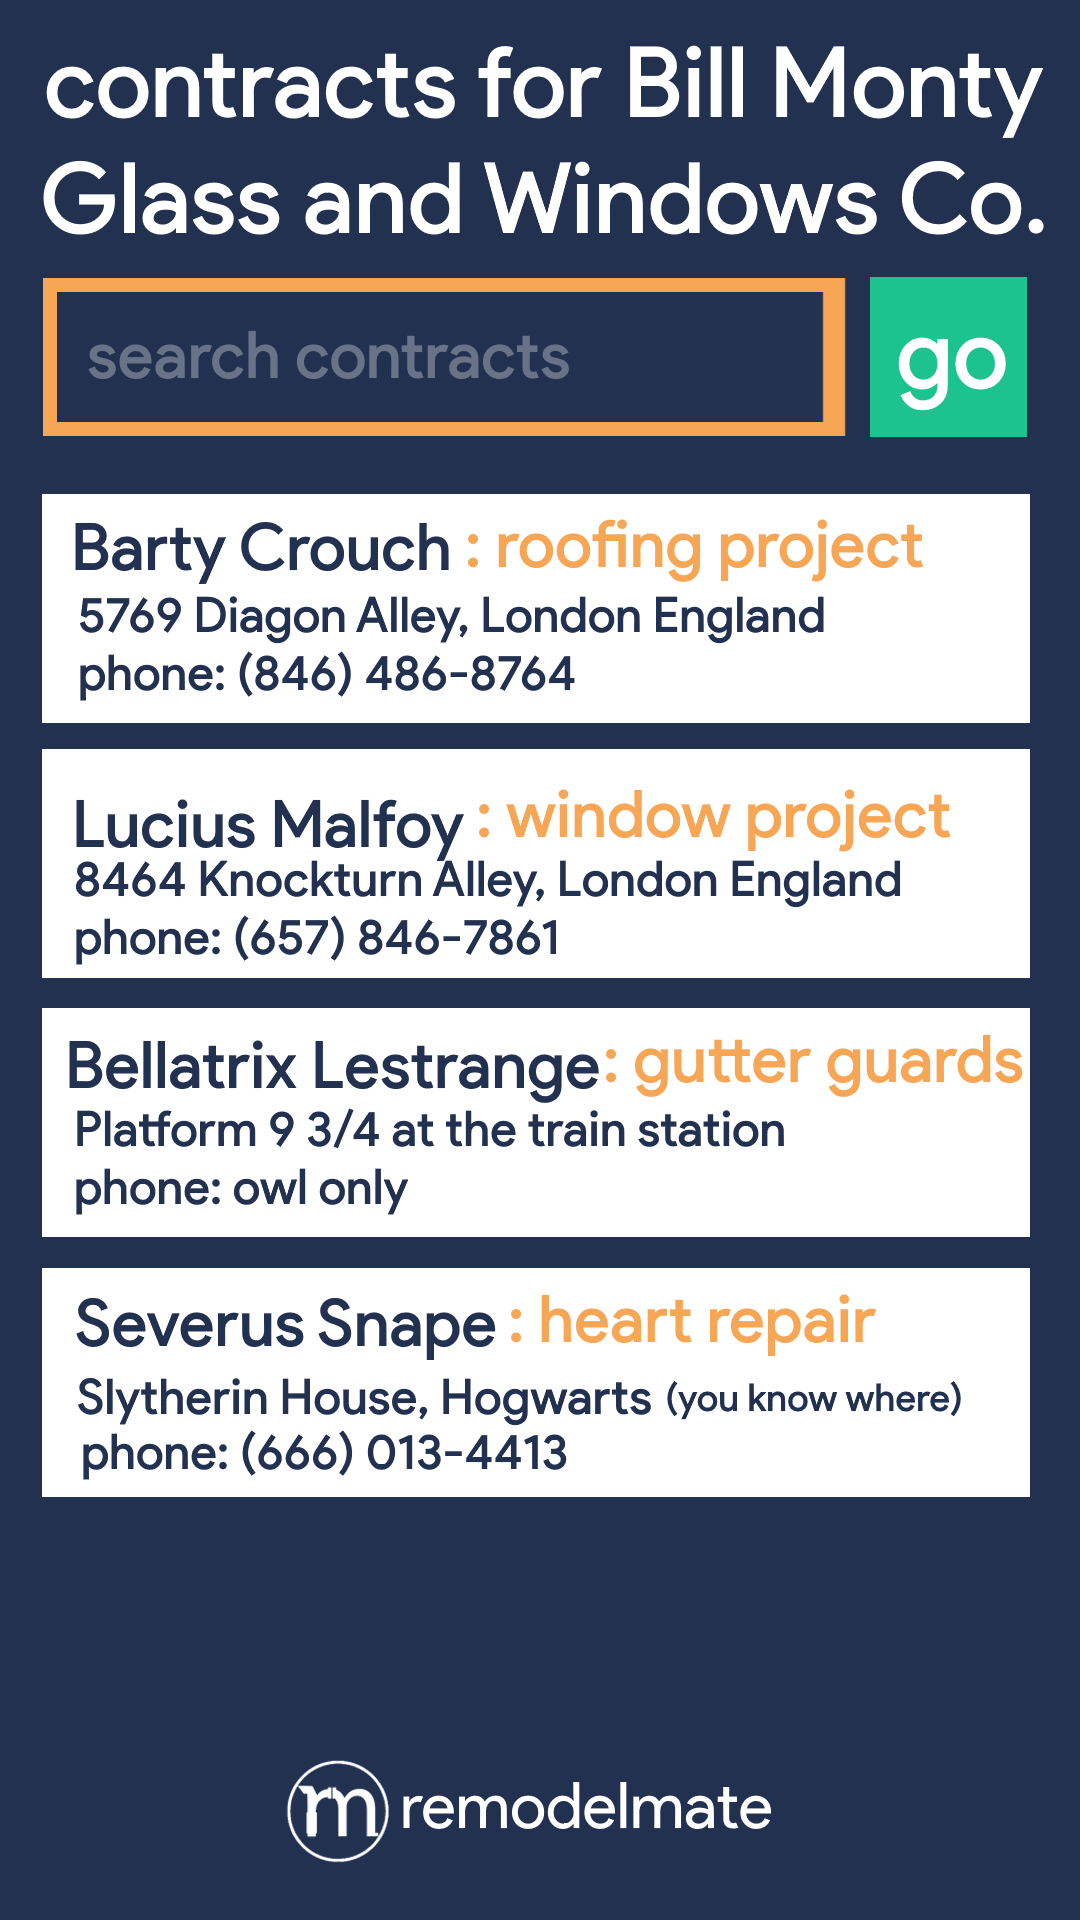 contracts for Bill Monty
Glass and Windows Co.
search contracts
go
Barty Crouch : roofing project
5769 Diagon Alley, London England
phone: (846) 486-8764
Lucius Malfoy : window project
8464 Knockturn Alley, London England
phone: (657) 846-7861
Bellatrix Lestrange: gutter guards
Platform 9 3/4 at the train station
phone: owl only
Severus Snape : heart repair
Slytherin House, Hogwarts (you know where)
phone: (666) 013-4413
m remodelmate